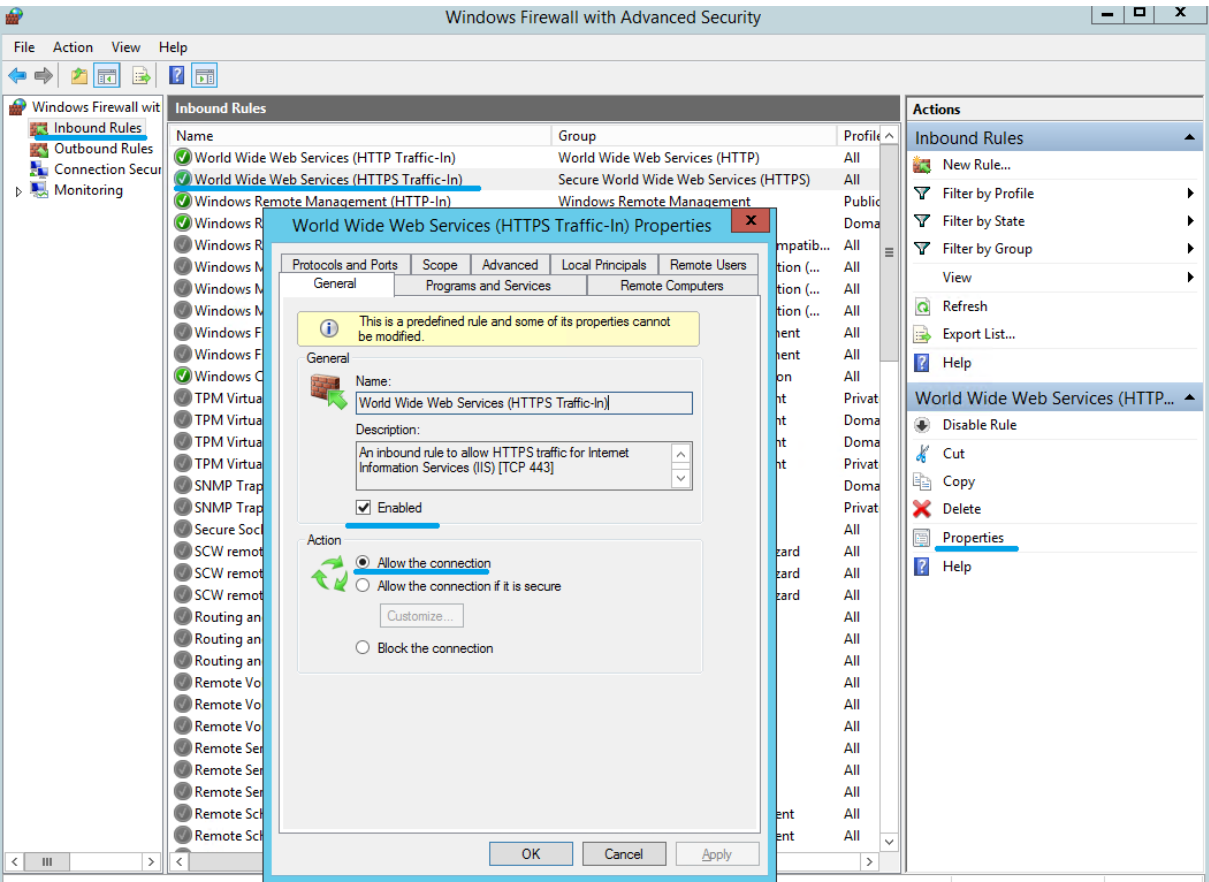 Windows Firewall with Advanced Security
File Action View Help
Windows Firewall wit
Inbound Rules
Outbound Rules
Connection Secur
Monitoring
Inbound Rules
Name Group Profile
World Wide Web Services (HTTP Traffic-In) World Wide Web Services (HTTP) All
World Wide Web Services (HTTPS Traffic-In) Secure World Wide Web Services (HTTPS) All
Windows Remote Management (HTTP-In) Windows Remote Management Public
Windows R Doma
Windows R mpatib... All
Windows M tion (... All
Windows M tion (... All
Windows M tion (... All
Windows F nent All
Windows F nent All
Windows C on All
TPM Virtua nt Privat
TPM Virtua nt Doma
TPM Virtua nt Doma
TPM Virtua nt Privat
SNMP Trap Doma
SNMP Trap Privat
Secure Sock All
SCW remot zard All
SCW remot zard All
SCW remot zard All
Routing an All
Routing an All
Routing an All
Remote Vo All
Remote Vo All
Remote Vo All
Remote Ser All
Remote Ser All
Remote Ser All
Remote Sch ent All
Remote Sch ent All
World Wide Web Services (HTTPS Traffic-In) Properties x
Protocols and Ports Scope Advanced Local Principals Remote Users
General Programs and Services Remote Computers
This is a predefined rule and some of its properties cannot
be modified.
General
Name:
World Wide Web Services (HTTPS Traffic-In)
Description:
An inbound rule to allow HTTPS traffic for Internet
Information Services (IIS) [TCP 443]
Enabled
Action
Allow the connection
Allow the connection if it is secure
Customize...
Block the connection
OK Cancel Apply
Actions
Inbound Rules
New Rule...
Filter by Profile
Filter by State
Filter by Group
View
Refresh
Export List...
Help
World Wide Web Services (HTTP...
Disable Rule
Cut
Copy
Delete
Properties
Help